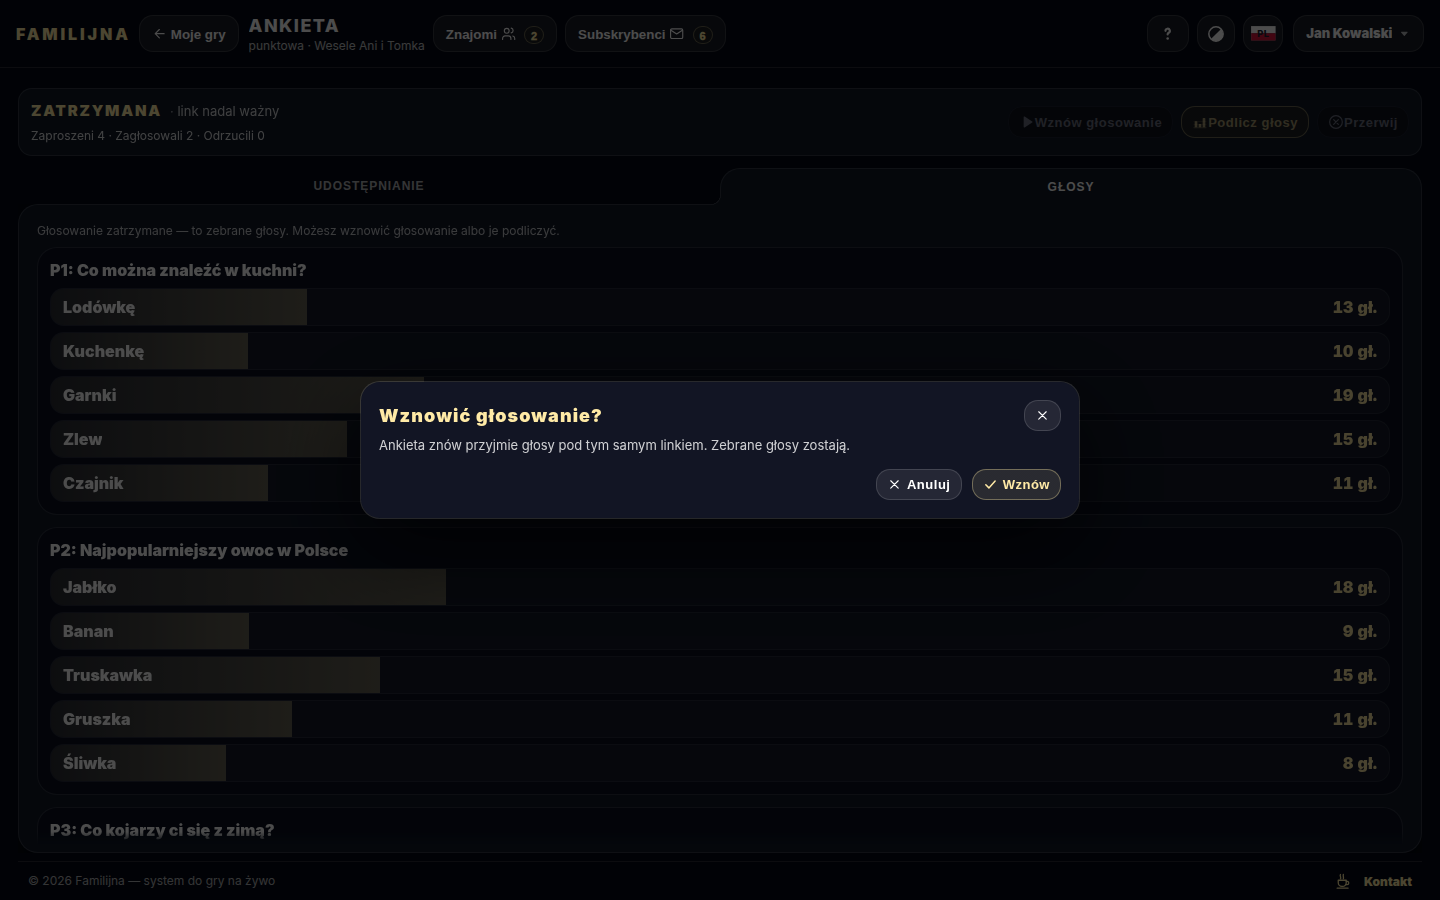 FAMILIJNA
Moje gry
ANKIETA
punktowa · Wesele Ani i Tomka
Znajomi 2
Subskrybenci 6
?
PL
Jan Kowalski
ZATRZYMANA · link nadal ważny
Zaproszeni 4 · Zagłosowali 2 · Odrzucili 0
Wznów głosowanie
Podlicz głosy
Przerwij
UDOSTĘPNIANIE
GŁOSY
Głosowanie zatrzymane — to zebrane głosy. Możesz wznowić głosowanie albo je podliczyć.
P1: Co można znaleźć w kuchni?
Lodówkę 13 gł.
Kuchenkę 10 gł.
Garnki 19 gł.
Zlew 15 gł.
Czajnik 11 gł.
Wznowić głosowanie?
Ankieta znów przyjmie głosy pod tym samym linkiem. Zebrane głosy zostają.
Anuluj
Wznów
P2: Najpopularniejszy owoc w Polsce
Jabłko 18 gł.
Banan 9 gł.
Truskawka 15 gł.
Gruszka 11 gł.
Śliwka 8 gł.
P3: Co kojarzy ci się z zimą?
© 2026 Familijna — system do gry na żywo
Kontakt